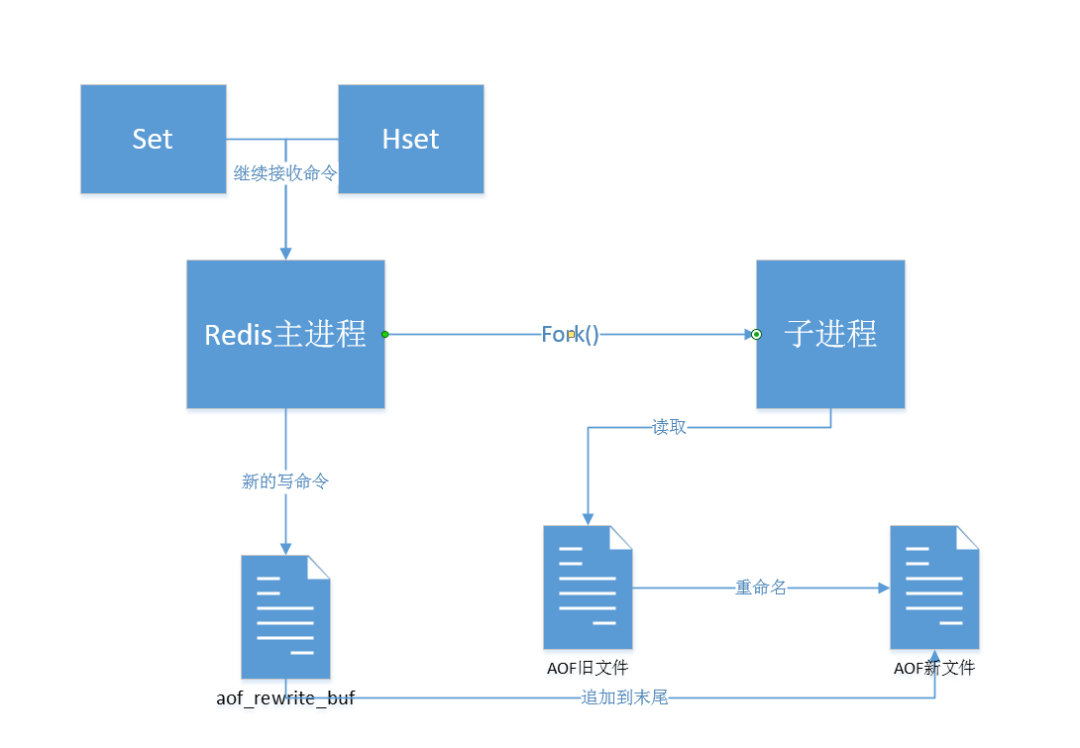 Set
Hset
继续接收命令
Redis主进程
Fork()
子进程
读取
新的写命令
重命名
AOF旧文件
AOF新文件
aof_rewrite_buf
追加到末尾